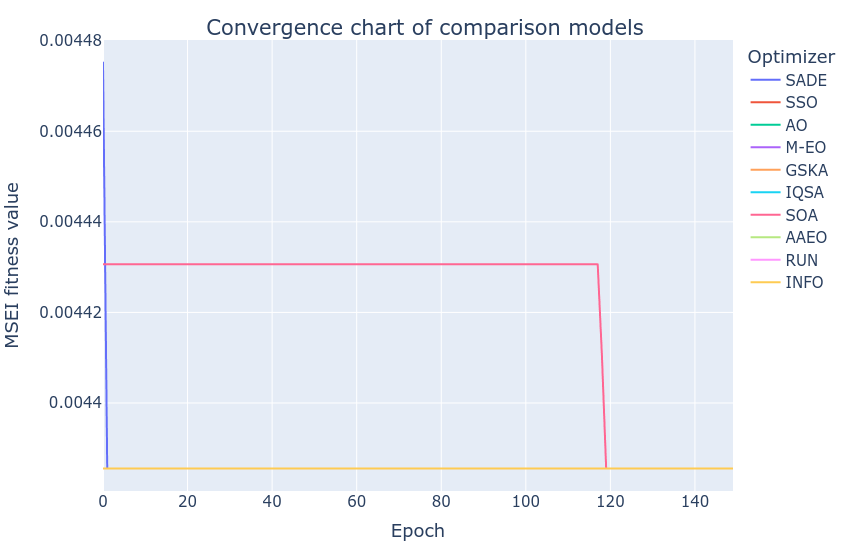 Convergence chart of comparison models
MSEI fitness value
0.00448
0.00446
0.00444
0.00442
0.0044
0
20
40
60
80
100
120
140
Epoch
Optimizer
SADE
SSO
AO
M-EO
GSKA
IQSA
SOA
AAEO
RUN
INFO